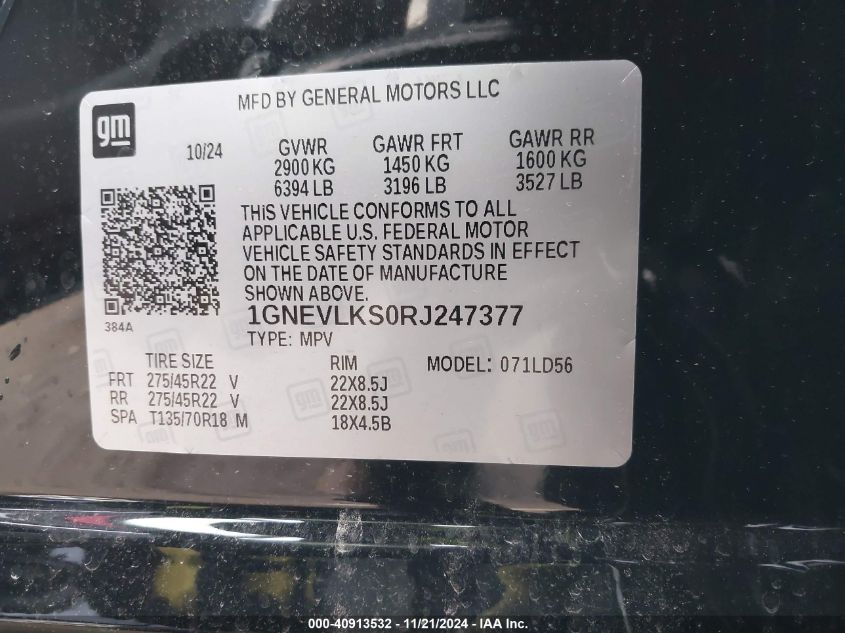 gm
MFD BY GENERAL MOTORS LLC
10/24
GVWR
2900 KG
6394 LB
GAWR FRT
1450 KG
3196 LB
GAWR RR
1600 KG
3527 LB
THIS VEHICLE CONFORMS TO ALL
APPLICABLE U.S. FEDERAL MOTOR
VEHICLE SAFETY STANDARDS IN EFFECT
ON THE DATE OF MANUFACTURE
SHOWN ABOVE.
384A
1GNEVLKS0RJ247377
TYPE: MPV
TIRE SIZE RIM MODEL: 071LD56
FRT 275/45R22 V 22X8.5J
RR 275/45R22 V 22X8.5J
SPA T135/70R18 M 18X4.5B
000-40913532 - 11/21/2024 - IAA Inc.